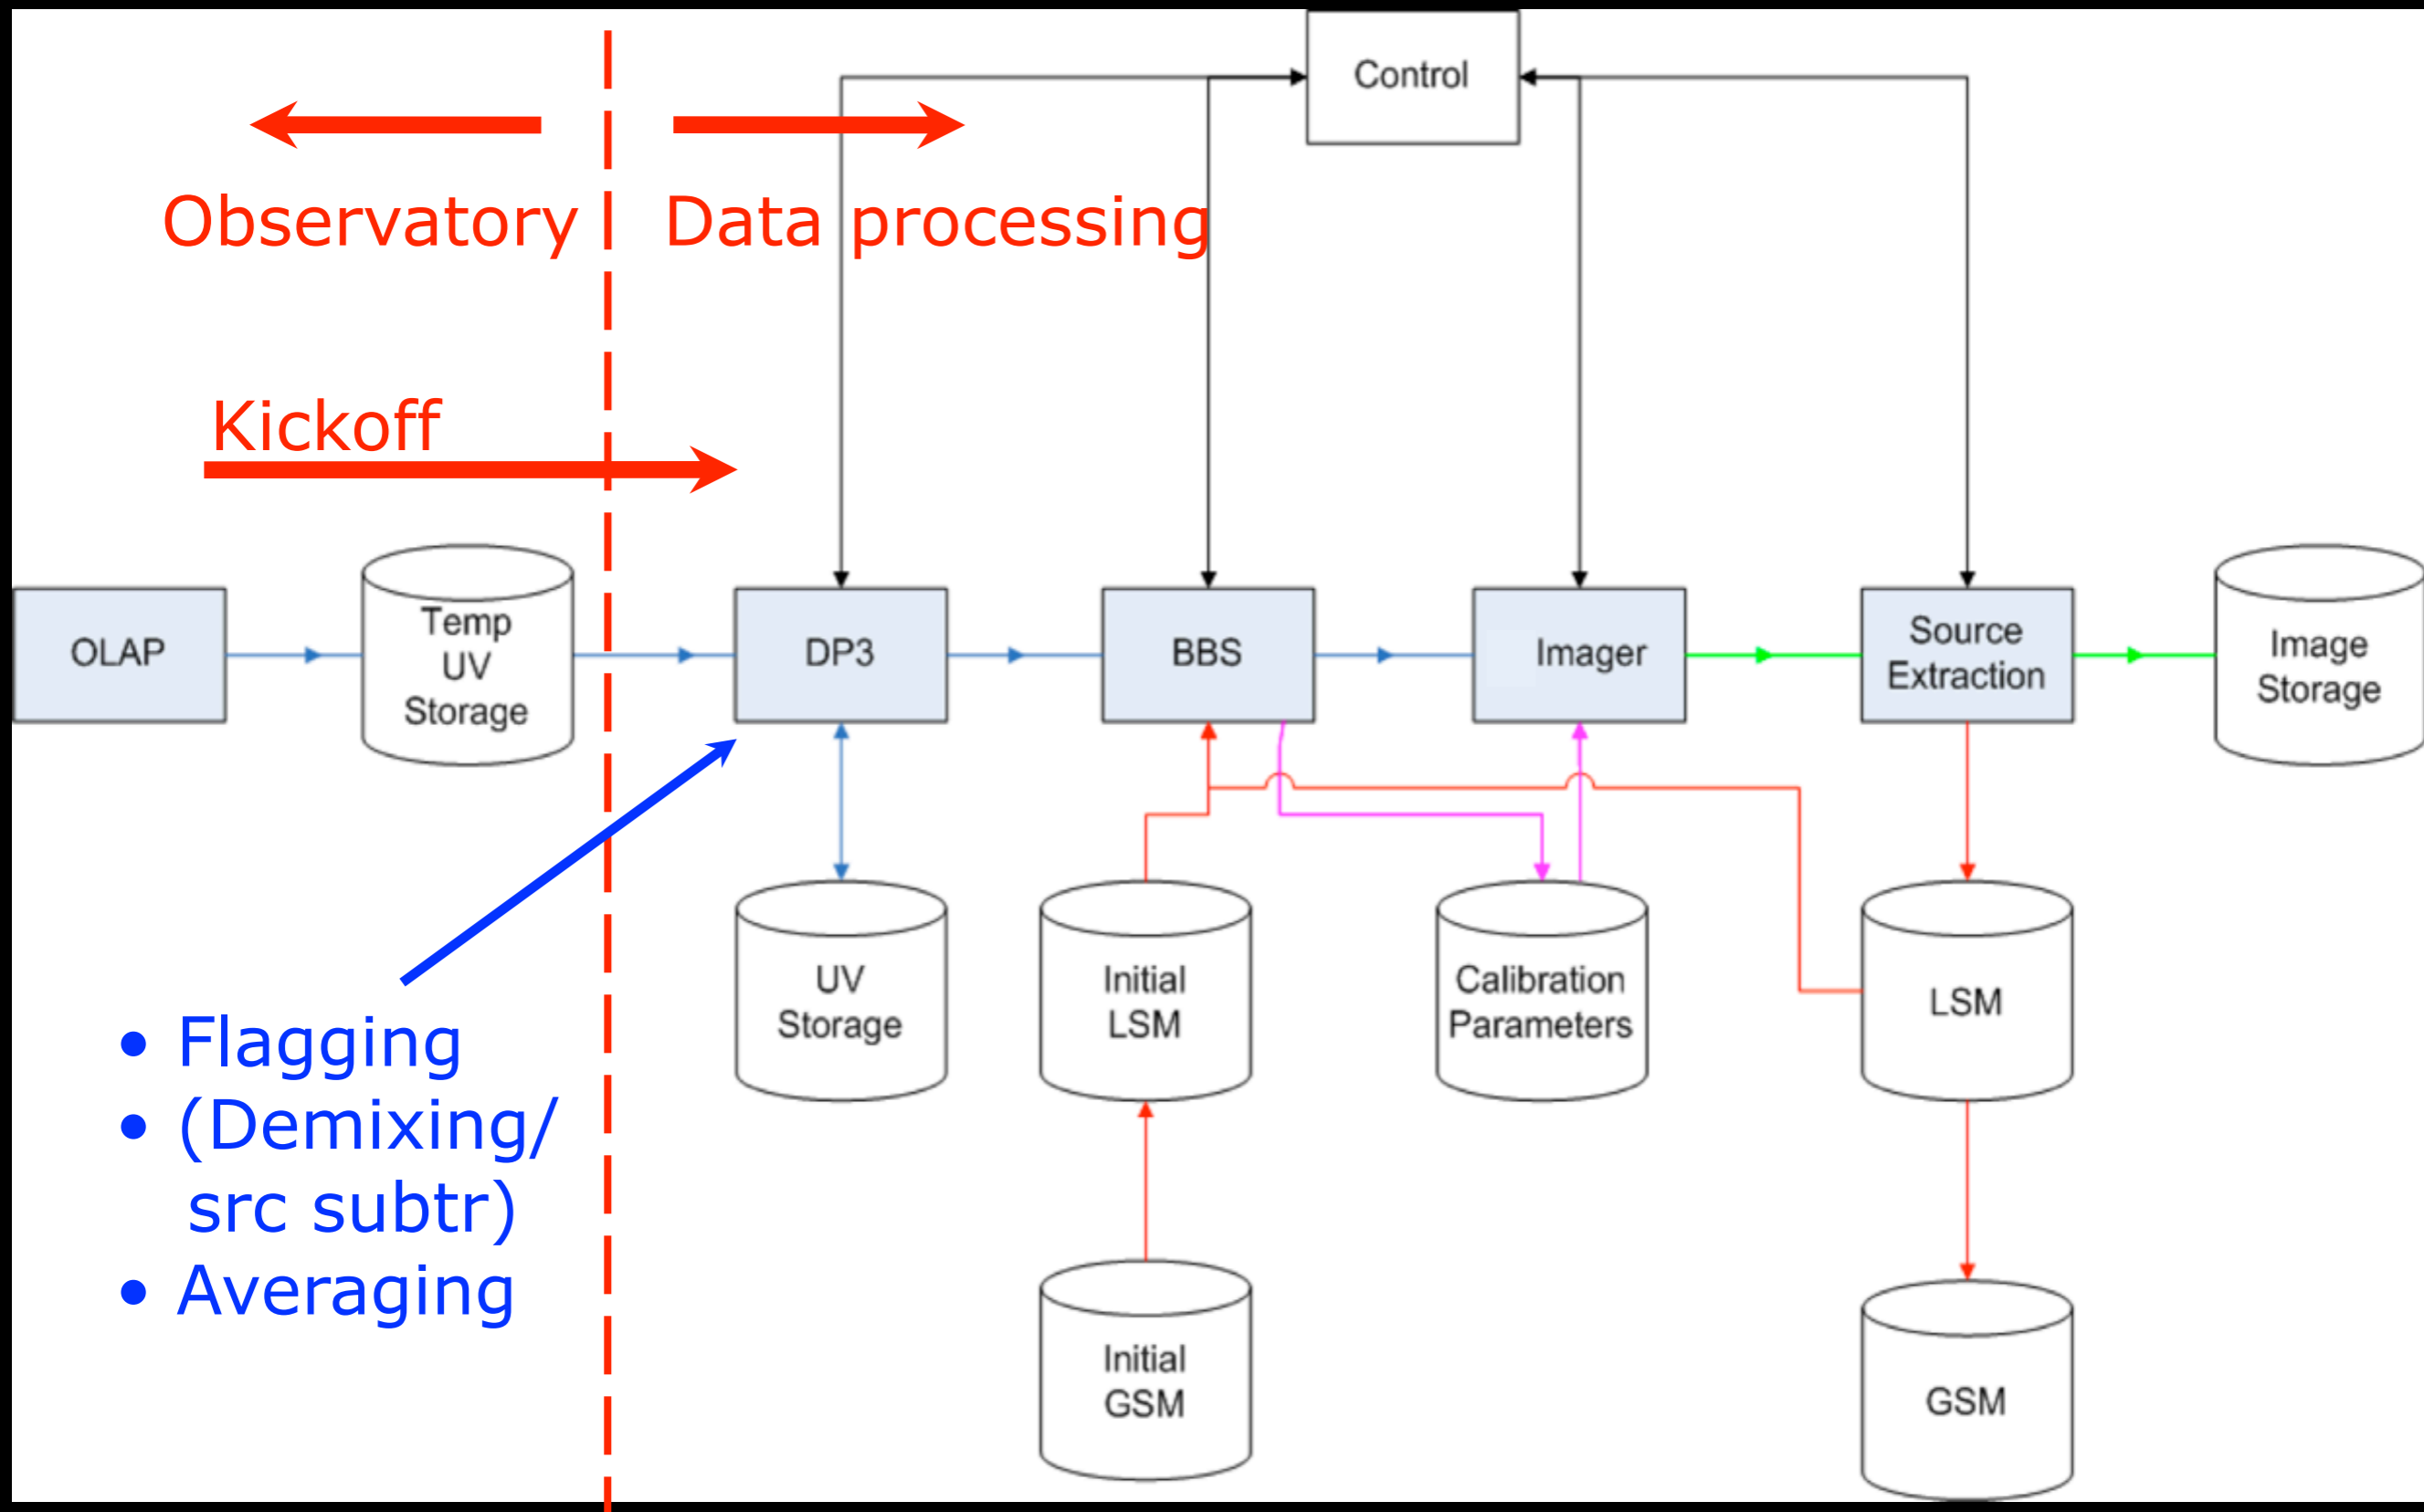 Control
Observatory
Data processing
Kickoff
OLAP
Temp
UV
Storage
DP3
BBS
Imager
Source
Extraction
Image
Storage
UV
Storage
Initial
LSM
Calibration
Parameters
LSM
• Flagging
• (Demixing/
src subtr)
• Averaging
Initial
GSM
GSM